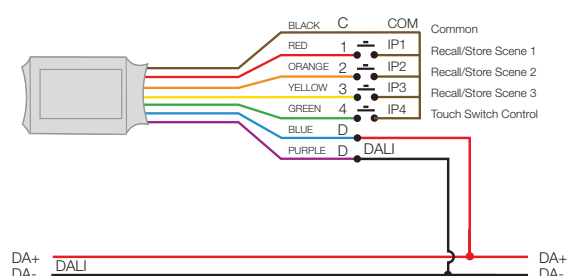 BLACK C COM Common
RED 1 IP1 Recall/Store Scene 1
ORANGE 2 IP2 Recall/Store Scene 2
YELLOW 3 IP3 Recall/Store Scene 3
GREEN 4 IP4 Touch Switch Control
BLUE D
PURPLE D DALI
DA+ DA+
DALI
DA- DA-